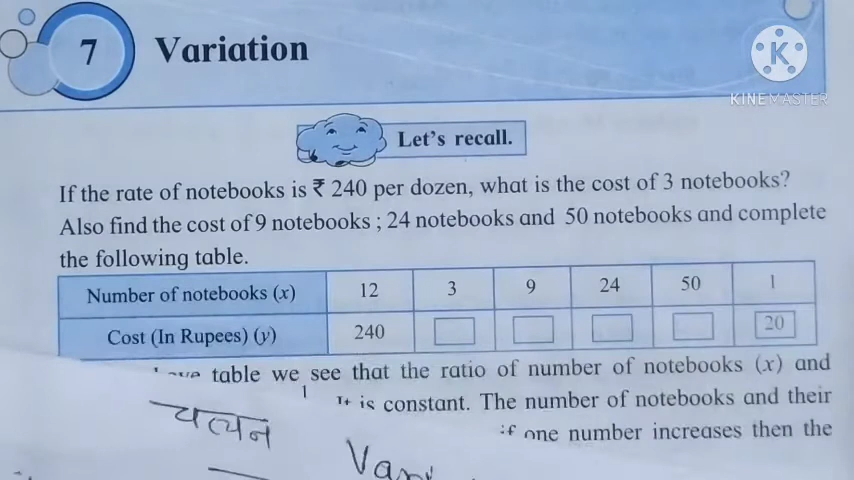 7 Variation
KINEMASTER
Let's recall.
If the rate of notebooks is ₹ 240 per dozen, what is the cost of 3 notebooks?
Also find the cost of 9 notebooks ; 24 notebooks and 50 notebooks and complete
the following table.
Number of notebooks (x) 12 3 9 24 50 1
Cost (In Rupees) (y) 240 20
table we see that the ratio of number of notebooks (x) and
1 It is constant. The number of notebooks and their
if one number increases then the
चलन